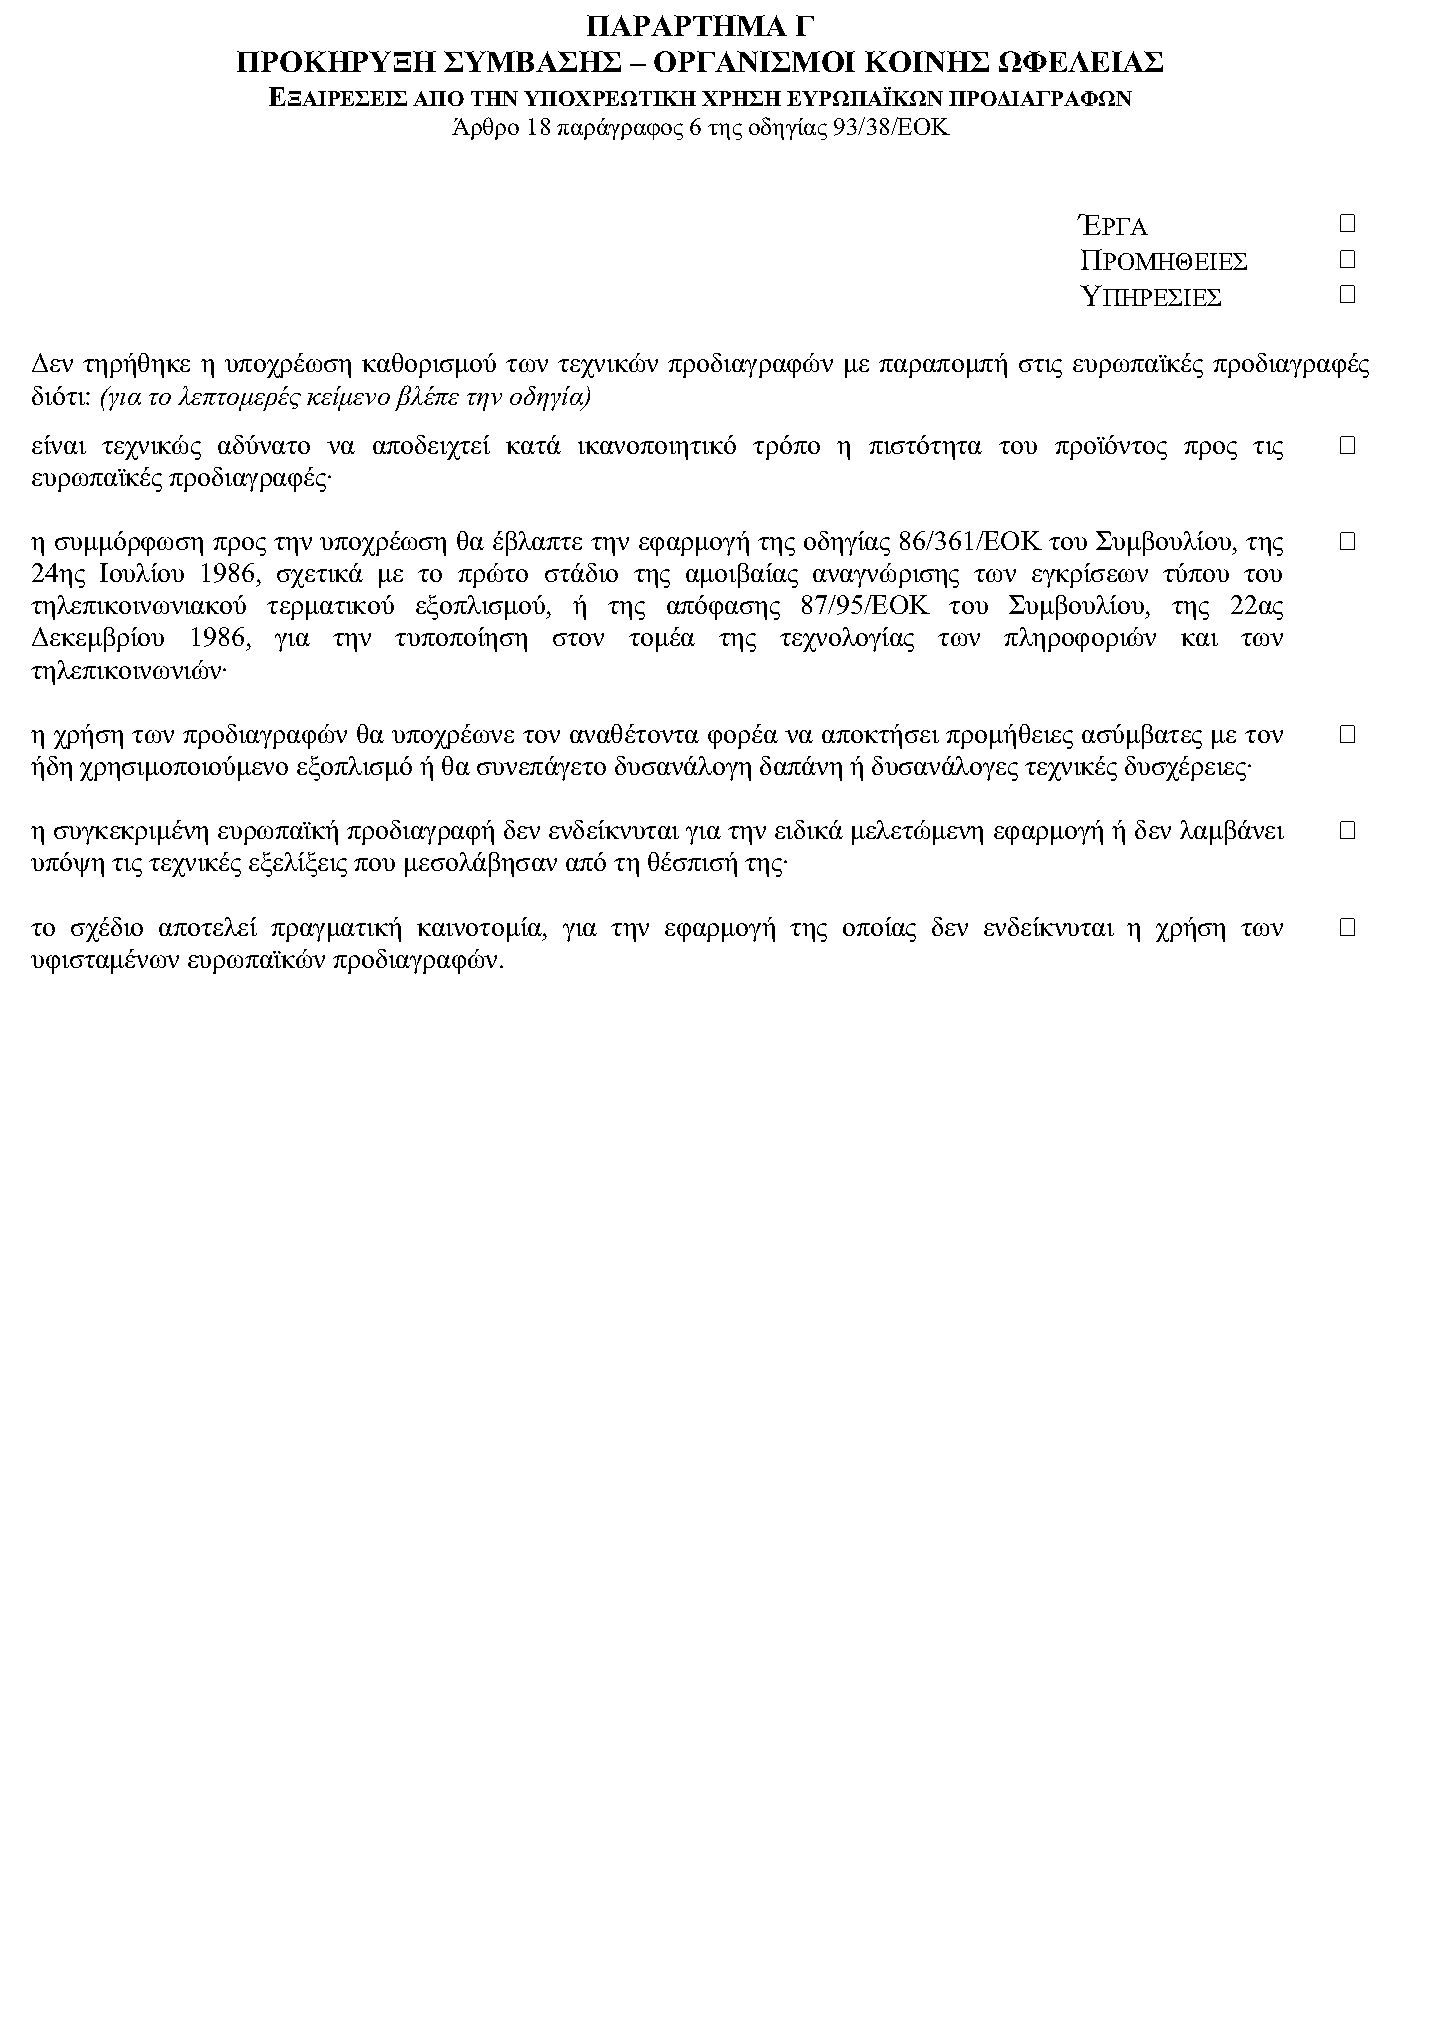 ΠΑΡΑΡΤΗΜΑ Γ
ΠΡΟΚΗΡΥΞΗ ΣΥΜΒΑΣΗΣ – ΟΡΓΑΝΙΣΜΟΙ ΚΟΙΝΗΣ ΩΦΕΛΕΙΑΣ
ΕΞΑΙΡΕΣΕΙΣ ΑΠΟ ΤΗΝ ΥΠΟΧΡΕΩΤΙΚΗ ΧΡΗΣΗ ΕΥΡΩΠΑΪΚΩΝ ΠΡΟΔΙΑΓΡΑΦΩΝ
Άρθρο 18 παράγραφος 6 της οδηγίας 93/38/ΕΟΚ
ΈΡΓΑ □
ΠΡΟΜΗΘΕΙΕΣ □
ΥΠΗΡΕΣΙΕΣ □
Δεν τηρήθηκε η υποχρέωση καθορισμού των τεχνικών προδιαγραφών με παραπομπή στις ευρωπαϊκές προδιαγραφές
διότι: (για το λεπτομερές κείμενο βλέπε την οδηγία)
είναι τεχνικώς αδύνατο να αποδειχτεί κατά ικανοποιητικό τρόπο η πιστότητα του προϊόντος προς τις □
ευρωπαϊκές προδιαγραφές·
η συμμόρφωση προς την υποχρέωση θα έβλαπτε την εφαρμογή της οδηγίας 86/361/ΕΟΚ του Συμβουλίου, της □
24ης Ιουλίου 1986, σχετικά με το πρώτο στάδιο της αμοιβαίας αναγνώρισης των εγκρίσεων τύπου του
τηλεπικοινωνιακού τερματικού εξοπλισμού, ή της απόφασης 87/95/ΕΟΚ του Συμβουλίου, της 22ας
Δεκεμβρίου 1986, για την τυποποίηση στον τομέα της τεχνολογίας των πληροφοριών και των
τηλεπικοινωνιών·
η χρήση των προδιαγραφών θα υποχρέωνε τον αναθέτοντα φορέα να αποκτήσει προμήθειες ασύμβατες με τον □
ήδη χρησιμοποιούμενο εξοπλισμό ή θα συνεπάγετο δυσανάλογη δαπάνη ή δυσανάλογες τεχνικές δυσχέρειες·
η συγκεκριμένη ευρωπαϊκή προδιαγραφή δεν ενδείκνυται για την ειδικά μελετώμενη εφαρμογή ή δεν λαμβάνει □
υπόψη τις τεχνικές εξελίξεις που μεσολάβησαν από τη θέσπισή της·
το σχέδιο αποτελεί πραγματική καινοτομία, για την εφαρμογή της οποίας δεν ενδείκνυται η χρήση των □
υφισταμένων ευρωπαϊκών προδιαγραφών.